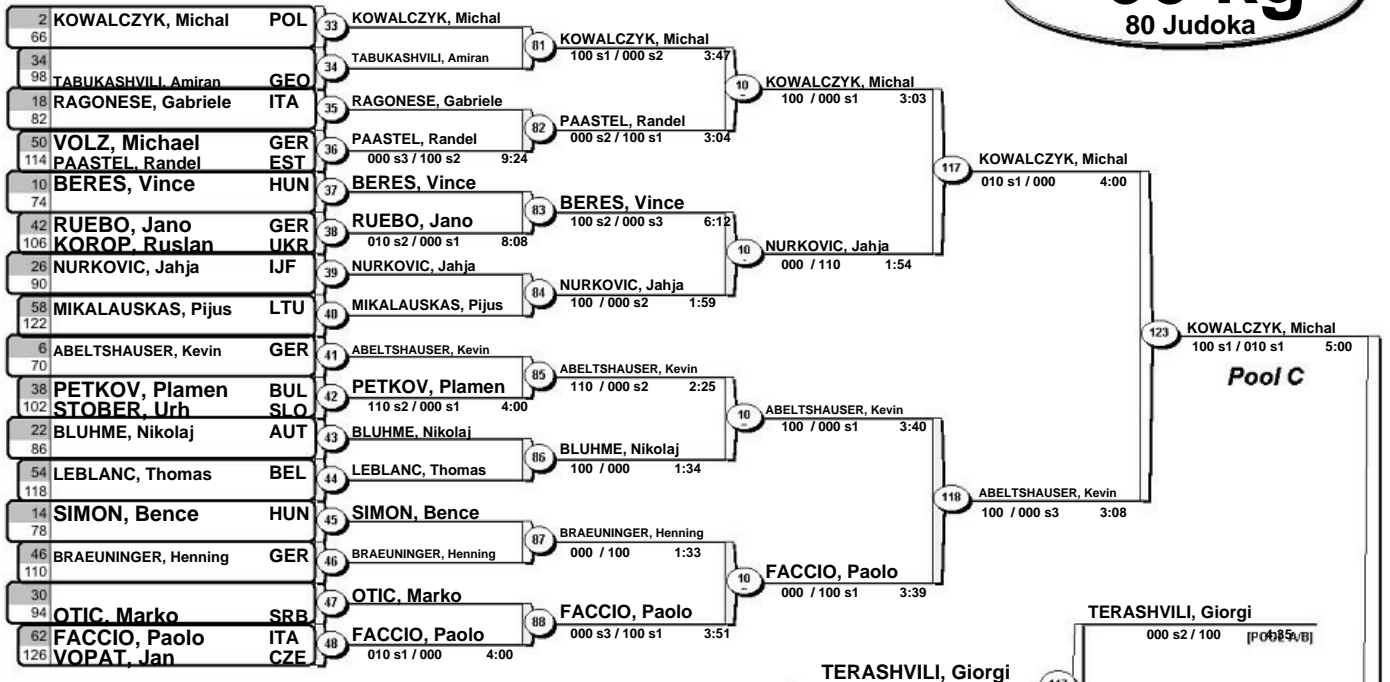 80 Judoka
2 KOWALCZYK, Michal POL
66
34
98 TABUKASHVILI, Amiran GEO
18 RAGONESE, Gabriele ITA
82
50 VOLZ, Michael GER
114 PAASTEL, Randel EST
10 BERES, Vince HUN
74
42 RUEBO, Jano GER
106 KOROP, Ruslan UKR
26 NURKOVIC, Jahja IJF
90
58 MIKALAUSKAS, Pijus LTU
122
6 ABELTSHAUSER, Kevin GER
70
38 PETKOV, Plamen BUL
102 STOBER, Urh SLO
22 BLUHME, Nikolaj AUT
86
54 LEBLANC, Thomas BEL
118
14 SIMON, Bence HUN
78
46 BRAEUNINGER, Henning GER
110
30
94 OTIC, Marko SRB
62 FACCIO, Paolo ITA
126 VOPAT, Jan CZE
33 KOWALCZYK, Michal
34 TABUKASHVILI, Amiran
35 RAGONESE, Gabriele
36 PAASTEL, Randel
000 s3 / 100 s2 9:24
37 BERES, Vince
38 RUEBO, Jano
010 s2 / 000 s1 8:08
39 NURKOVIC, Jahja
40 MIKALAUSKAS, Pijus
41 ABELTSHAUSER, Kevin
42 PETKOV, Plamen
110 s2 / 000 s1 4:00
43 BLUHME, Nikolaj
44 LEBLANC, Thomas
45 SIMON, Bence
46 BRAEUNINGER, Henning
47 OTIC, Marko
48 FACCIO, Paolo
010 s1 / 000 4:00
81 KOWALCZYK, Michal
100 s1 / 000 s2 3:47
82 PAASTEL, Randel
000 s2 / 100 s1 3:04
83 BERES, Vince
100 s2 / 000 s3 6:12
84 NURKOVIC, Jahja
100 / 000 s2 1:59
85 ABELTSHAUSER, Kevin
110 / 000 s2 2:25
86 BLUHME, Nikolaj
100 / 000 1:34
87 BRAEUNINGER, Henning
000 / 100 1:33
88 FACCIO, Paolo
000 s3 / 100 s1 3:51
10 KOWALCZYK, Michal
100 / 000 s1 3:03
10 NURKOVIC, Jahja
000 / 110 1:54
10 ABELTSHAUSER, Kevin
100 / 000 s1 3:40
10 FACCIO, Paolo
000 / 100 s1 3:39
117 KOWALCZYK, Michal
010 s1 / 000 4:00
118 ABELTSHAUSER, Kevin
100 / 000 s3 3:08
123 KOWALCZYK, Michal
100 s1 / 010 s1 5:00
Pool C
TERASHVILI, Giorgi
000 s2 / 100
TERASHVILI, Giorgi